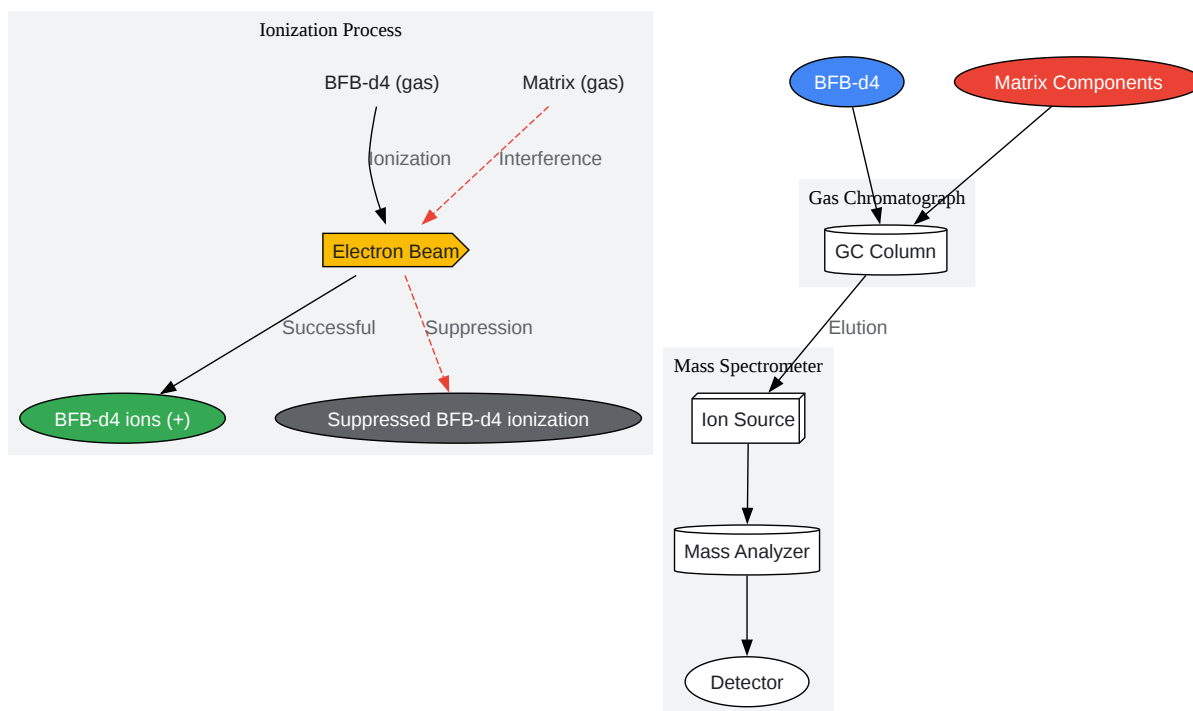 Ionization Process
BFB-d4 (gas)
Matrix (gas)
Ionization
Interference
Electron Beam
Successful
Suppression
BFB-d4 ions (+)
Suppressed BFB-d4 ionization
BFB-d4
Matrix Components
Gas Chromatograph
GC Column
Elution
Mass Spectrometer
Ion Source
Mass Analyzer
Detector